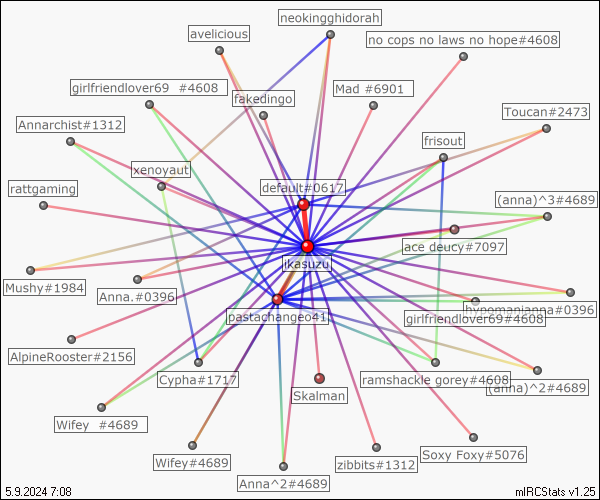 neokingghidorah
avelicious
no cops no laws no hope#4608
girlfriendlover69 #4608
Mad #6901
fakedingo
Toucan#2473
Annarchist#1312
frisout
xenoyaut
default#0617
rattgaming
(anna)^3#4689
ace deucy#7097
ikasuzu
Mushy#1984
Anna.#0396
hypomanianna#0396
pastachangeo41
girlfriendlover69#4608
AlpineRooster#2156
Cypha#1717
ramshackle gorey#4608
(anna)^2#4689
Skalman
Wifey #4689
Soxy Foxy#5076
Wifey#4689
zibbits#1312
Anna^2#4689
5.9.2024 7:08
mIRCStats v1.25